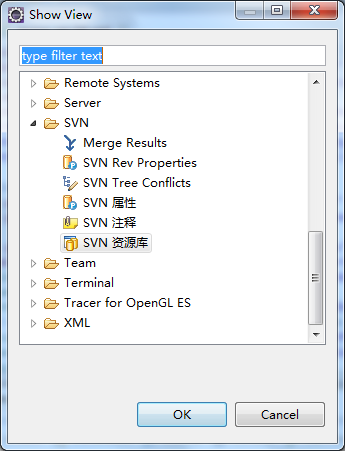 Show View
type filter text
Remote Systems
Server
SVN
Merge Results
SVN Rev Properties
SVN Tree Conflicts
SVN 属性
SVN 注释
SVN 资源库
Team
Terminal
Tracer for OpenGL ES
XML
OK
Cancel